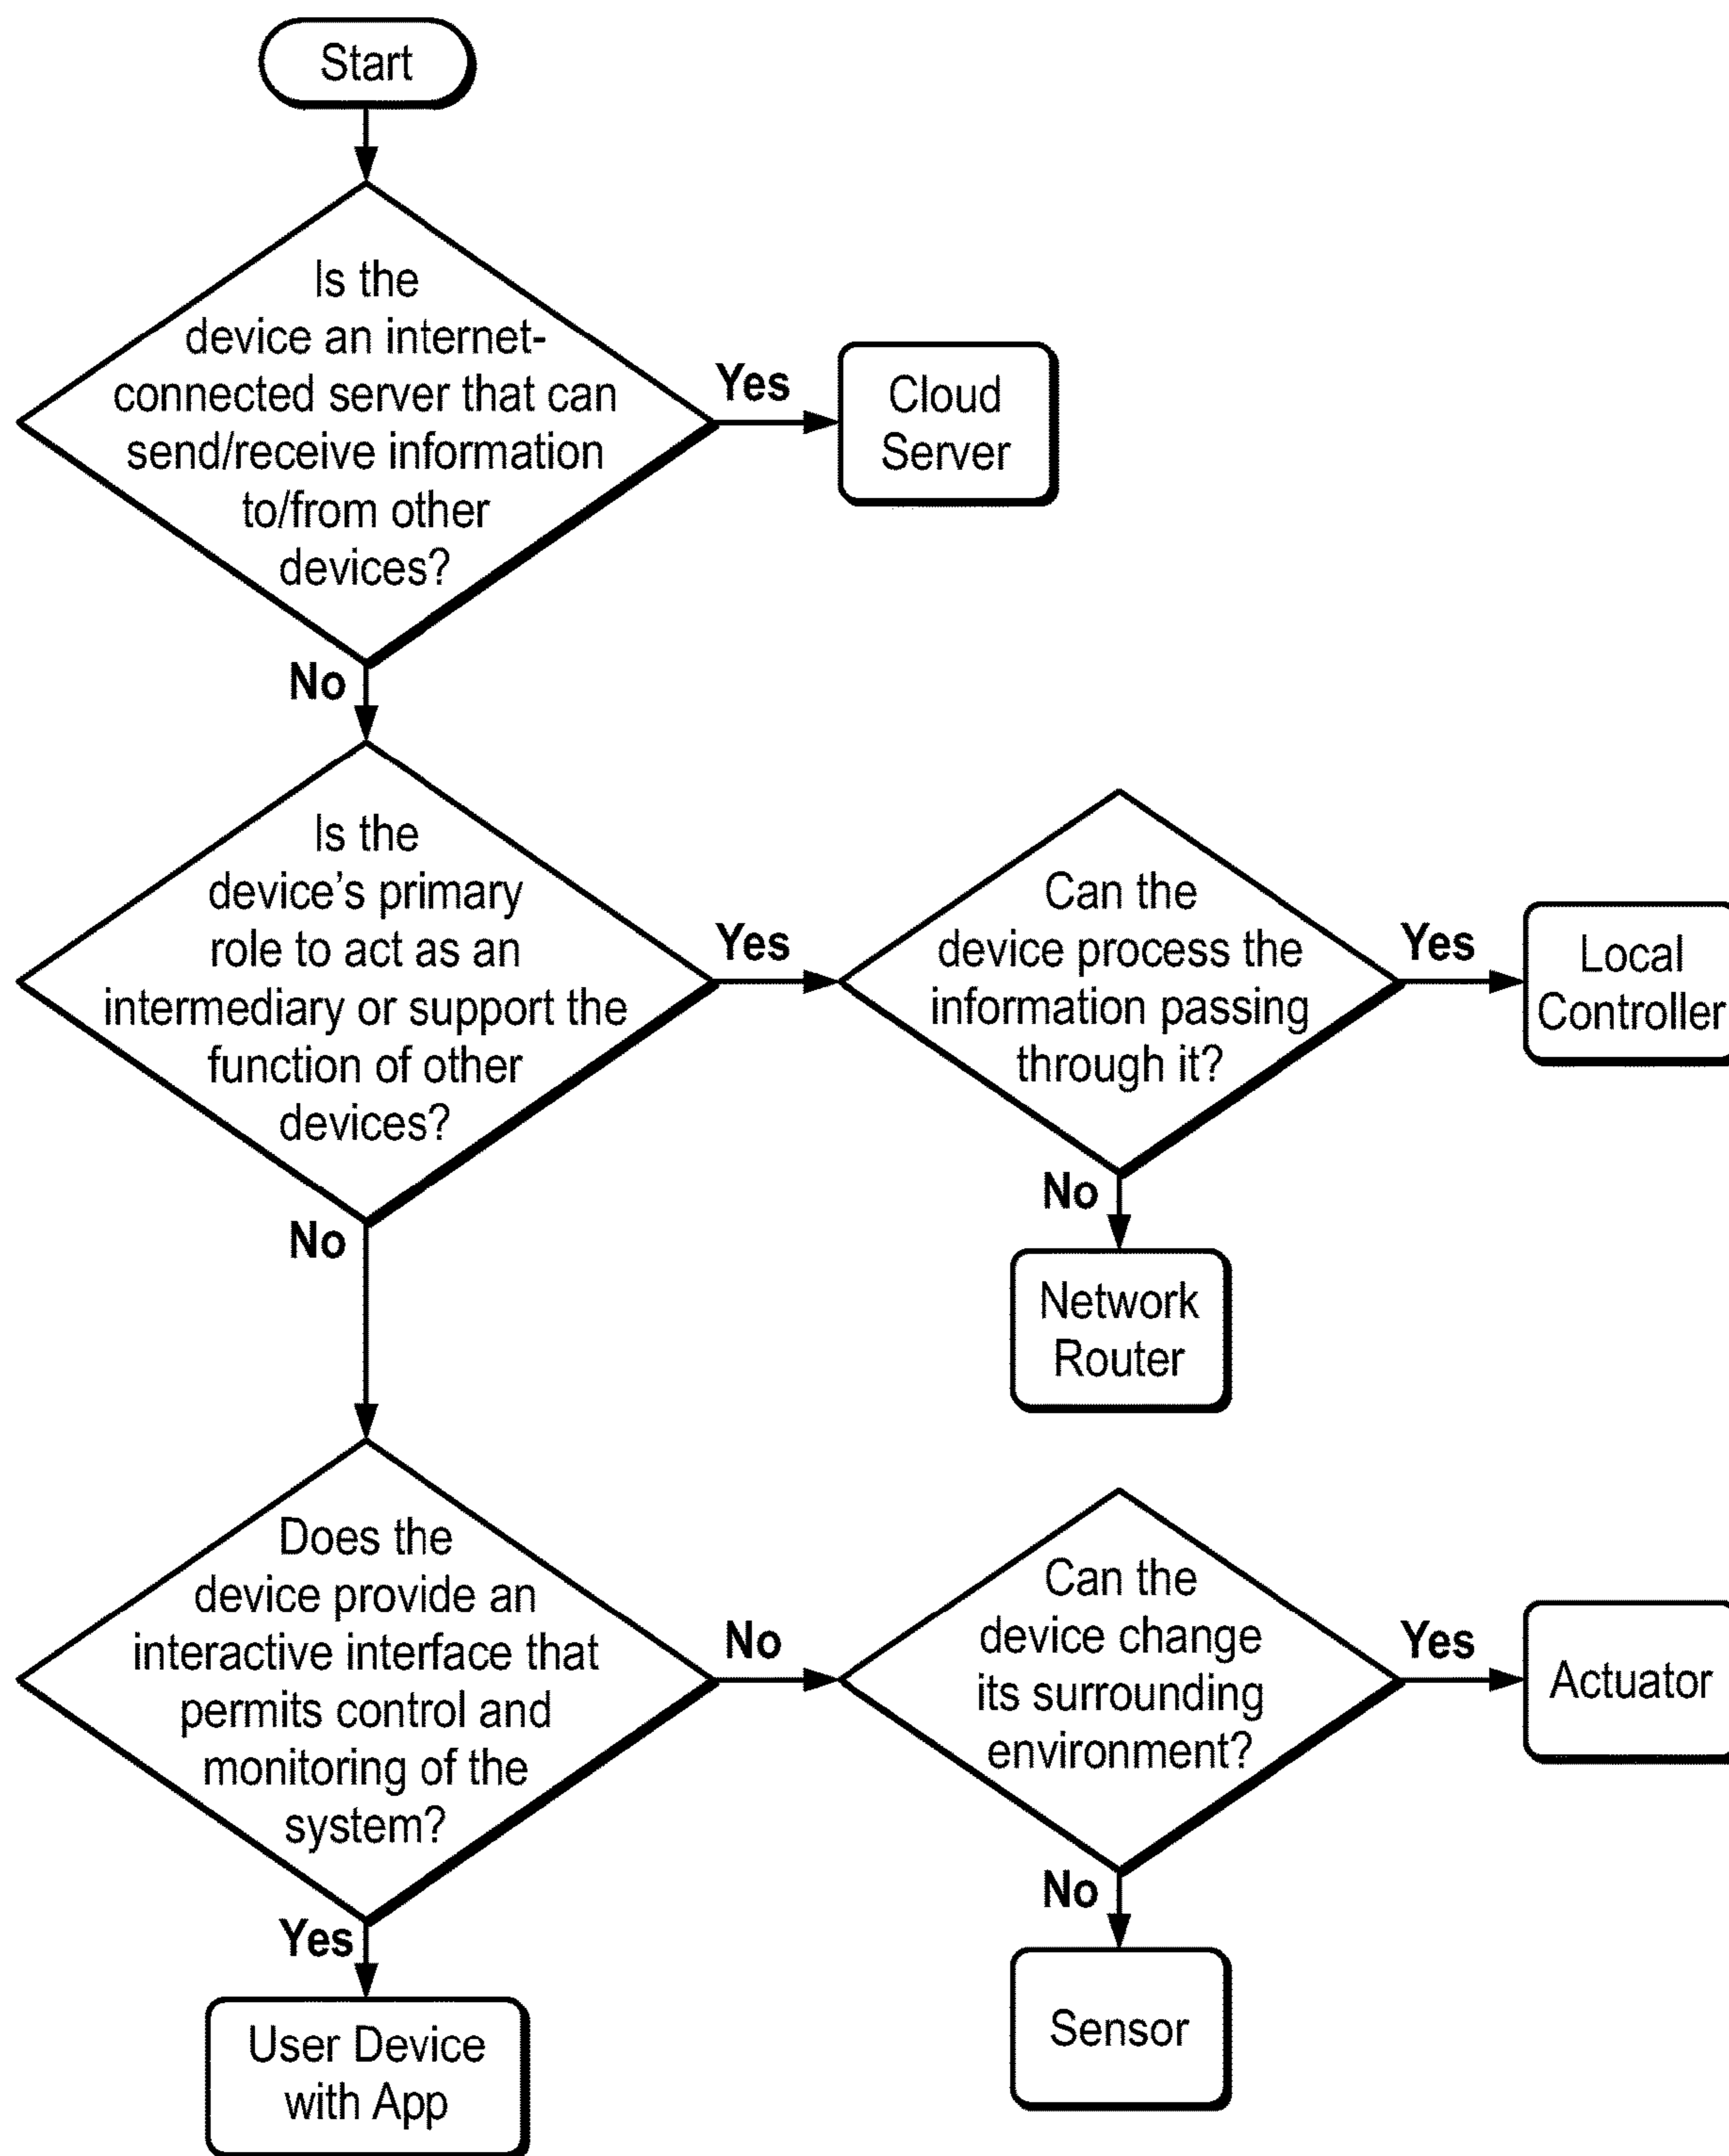 Start
Is the
device an internet-
connected server that can
send/receive information
to/from other
devices?
Yes
Cloud
Server
No
Is the
device's primary
role to act as an
intermediary or support the
function of other
devices?
Yes
Can the
device process the
information passing
through it?
Yes
Local
Controller
No
Network
Router
No
Does the
device provide an
interactive interface that
permits control and
monitoring of the
system?
No
Can the
device change
its surrounding
environment?
Yes
Actuator
No
Sensor
Yes
User Device
with App